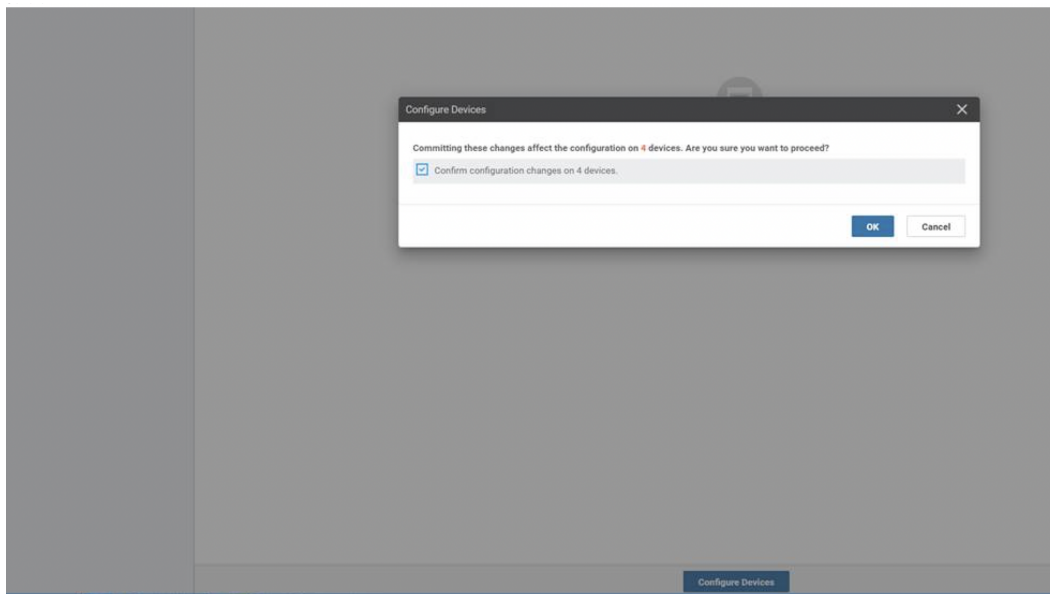 Configure Devices
Committing these changes affect the configuration on 4 devices. Are you sure you want to proceed?
Confirm configuration changes on 4 devices.
OK Cancel
Configure Devices